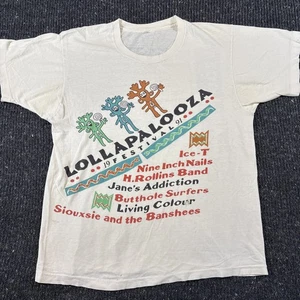 LOLLAPALOOZA
19 FESTIVAL 91
Ice-T
Nine Inch Nails
H.Rollins Band
Jane's Addiction
Butthole Surfers
Living Colour
Siouxsie and the Banshees